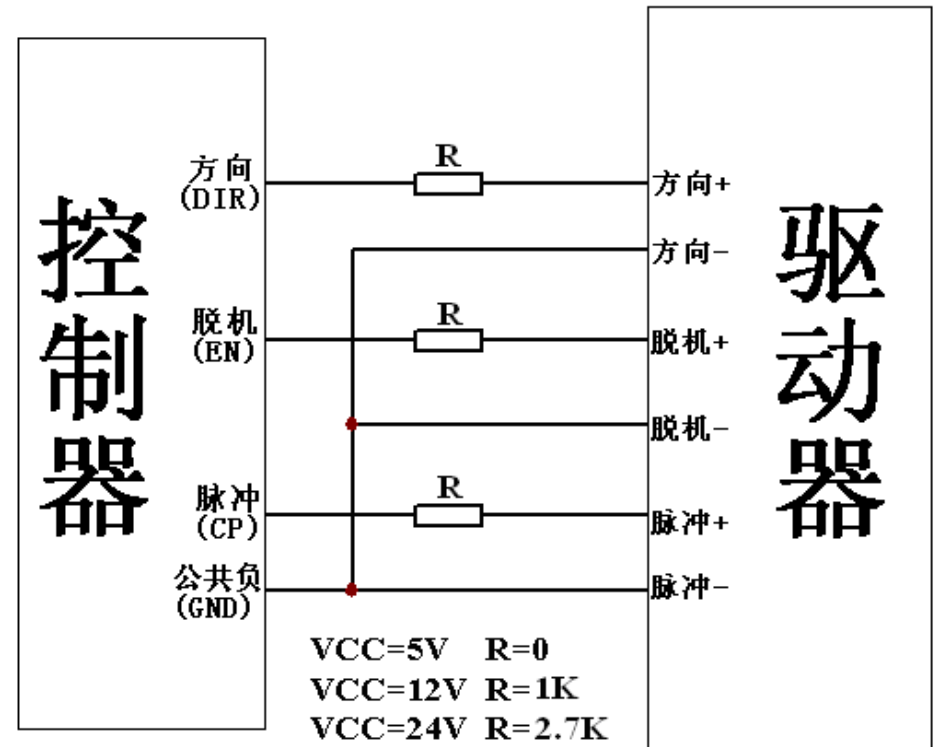 控制器
驱动器
方向
(DIR)
R
方向+
方向-
脱机
(EN)
R
脱机+
脱机-
脉冲
(CP)
R
脉冲+
公共负
(GND)
脉冲-
VCC=5V R=0
VCC=12V R=1K
VCC=24V R=2.7K